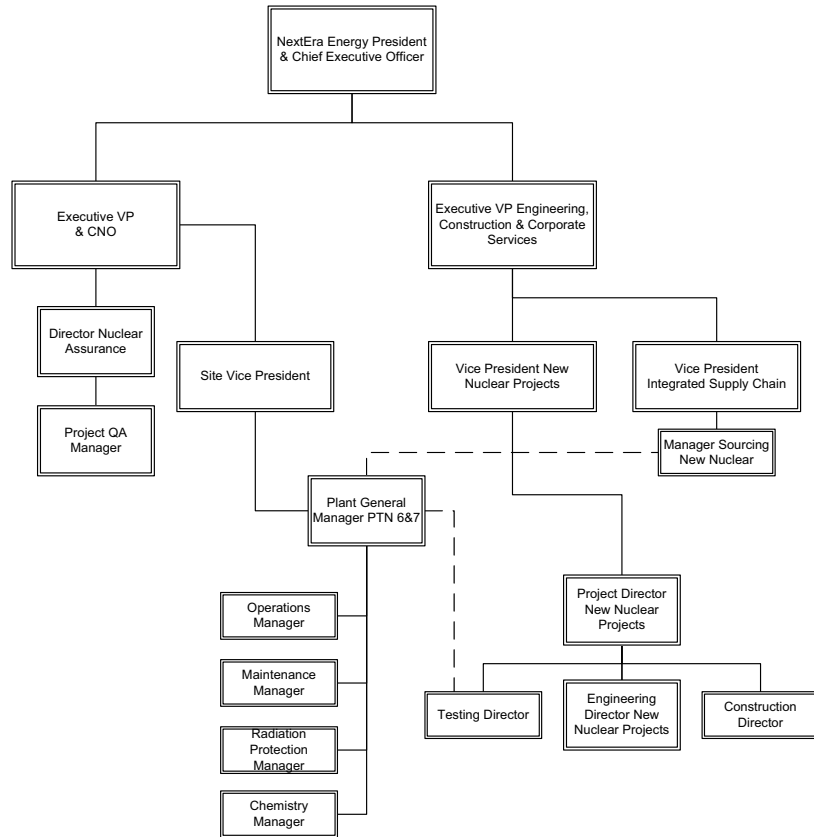 NextEra Energy President
& Chief Executive Officer
Executive VP
& CNO
Executive VP Engineering,
Construction & Corporate
Services
Director Nuclear
Assurance
Site Vice President
Vice President New
Nuclear Projects
Vice President
Integrated Supply Chain
Project QA
Manager
Manager Sourcing
New Nuclear
Plant General
Manager PTN 6&7
Operations
Manager
Project Director
New Nuclear
Projects
Maintenance
Manager
Testing Director
Engineering
Director New
Nuclear Projects
Construction
Director
Radiation
Protection
Manager
Chemistry
Manager